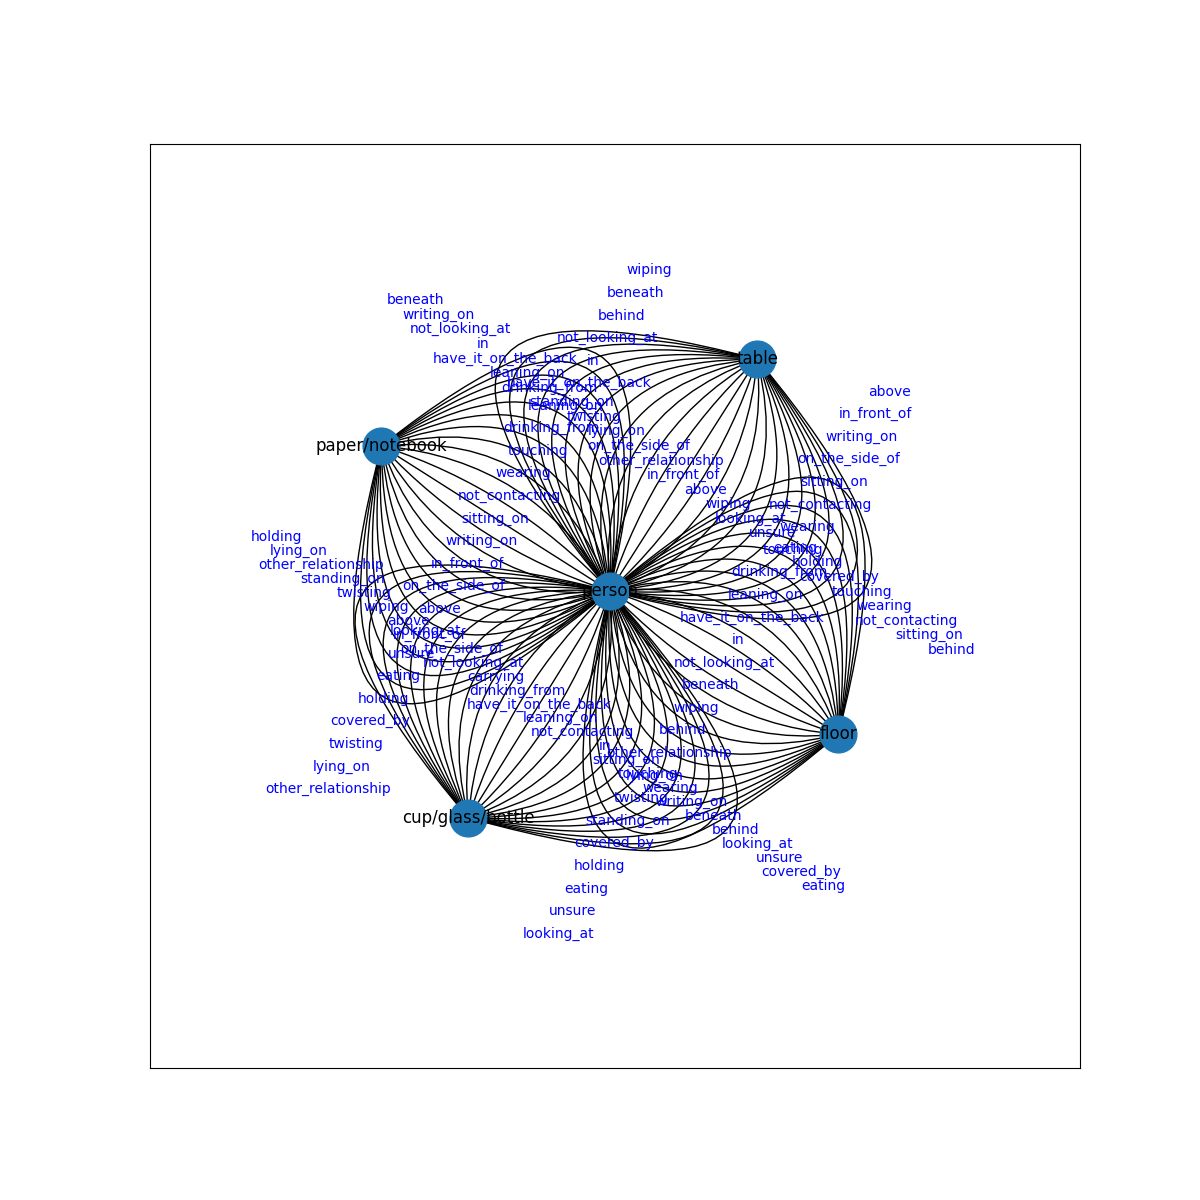 wiping
beneath
beneath
writing_on
behind
not_looking_at
not_looking_at
in
table
in
have_it_on_the_back
leaning_on
have_it_on_the_back
drinking_from
above
standing_on
leaning_on
in_front_of
twisting
drinking_from
lying_on
writing_on
paper/notebook
on_the_side_of
touching
other_relationship
on_the_side_of
wearing
in_front_of
sitting_on
above
not_contacting
wiping
not_contacting
sitting_on
looking_at
wearing
unsure
holding
writing_on
lying_on
touching
eating
other_relationship
in_front_of
holding
standing_on
drinking_from
covered_by
twisting
on_the_side_of
person
leaning_on
touching
wiping
above
wearing
above
have_it_on_the_back
not_contacting
looking_at
in_front_of
sitting_on
in
on_the_side_of
behind
unsure
not_looking_at
not_looking_at
eating
carrying
beneath
drinking_from
holding
have_it_on_the_back
wiping
covered_by
leaning_on
not_contacting
behind
floor
twisting
in
other_relationship
sitting_on
lying_on
touching
lying_on
other_relationship
wearing
twisting
writing_on
cup/glass/bottle
standing_on
beneath
behind
covered_by
looking_at
unsure
holding
covered_by
eating
eating
unsure
looking_at